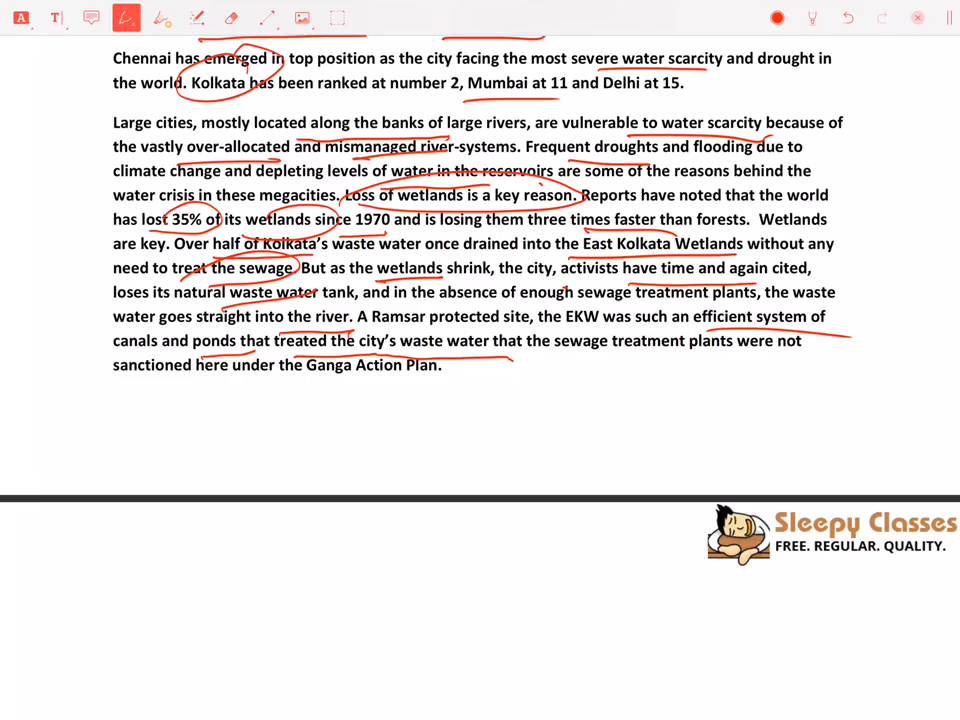 A T
Chennai has emerged in top position as the city facing the most severe water scarcity and drought in
the world. Kolkata has been ranked at number 2, Mumbai at 11 and Delhi at 15.
Large cities, mostly located along the banks of large rivers, are vulnerable to water scarcity because of
the vastly over-allocated and mismanaged river-systems. Frequent droughts and flooding due to
climate change and depleting levels of water in the reservoirs are some of the reasons behind the
water crisis in these megacities. Loss of wetlands is a key reason. Reports have noted that the world
has lost 35% of its wetlands since 1970 and is losing them three times faster than forests. Wetlands
are key. Over half of Kolkata's waste water once drained into the East Kolkata Wetlands without any
need to treat the sewage. But as the wetlands shrink, the city, activists have time and again cited,
loses its natural waste water tank, and in the absence of enough sewage treatment plants, the waste
water goes straight into the river. A Ramsar protected site, the EKW was such an efficient system of
canals and ponds that treated the city's waste water that the sewage treatment plants were not
sanctioned here under the Ganga Action Plan.
Sleepy Classes
FREE. REGULAR. QUALITY.